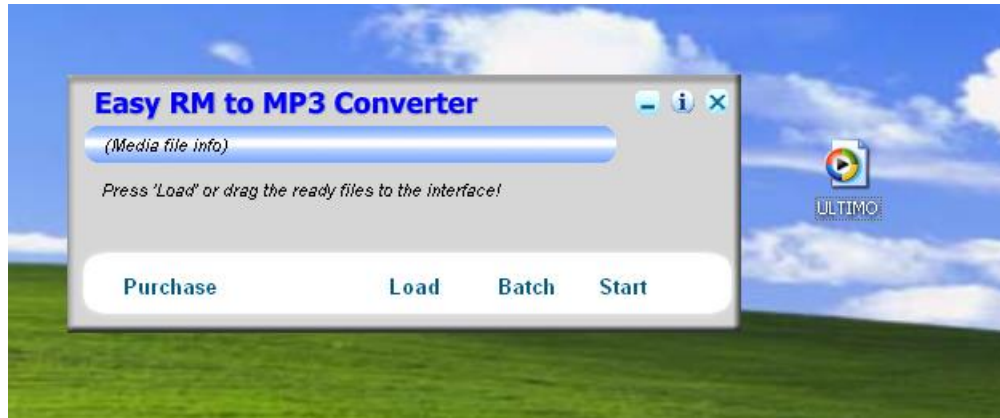 Easy RM to MP3 Converter
(Media file info)
Press 'Load' or drag the ready files to the interface!
ULTIMO
Purchase Load Batch Start